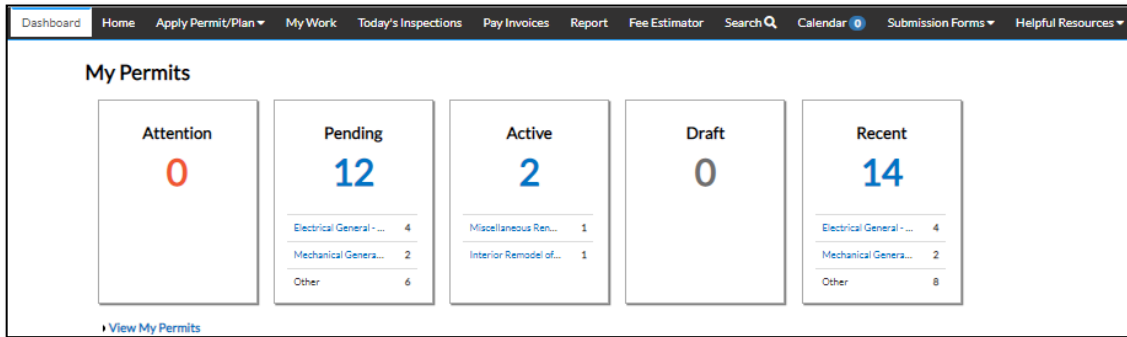 Dashboard Home Apply Permit/Plan My Work Today's Inspections Pay Invoices Report Fee Estimator Search Calendar 0 Submission Forms Helpful Resources
My Permits
Attention Pending Active Draft Recent
0 12 2 0 14
Electrical General - ... 4 Miscellaneous Ren... 1 Electrical General - ... 4
Mechanical Genera... 2 Interior Remodel of... 1 Mechanical Genera... 2
Other 6 Other 8
View My Permits